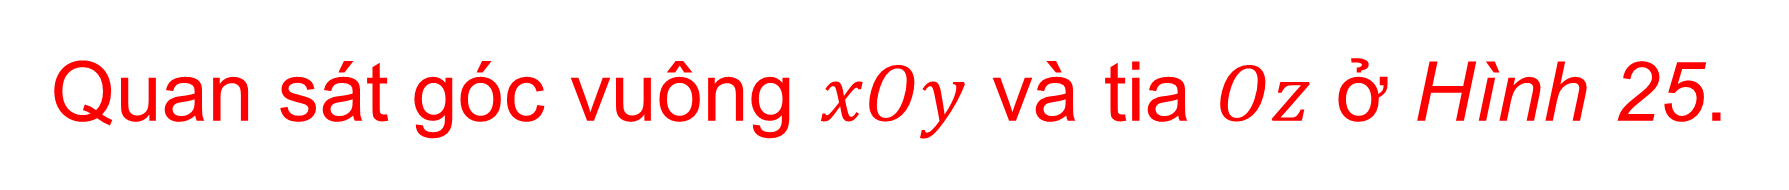 Quan sát góc vuông xOy và tia Oz ở Hình 25.